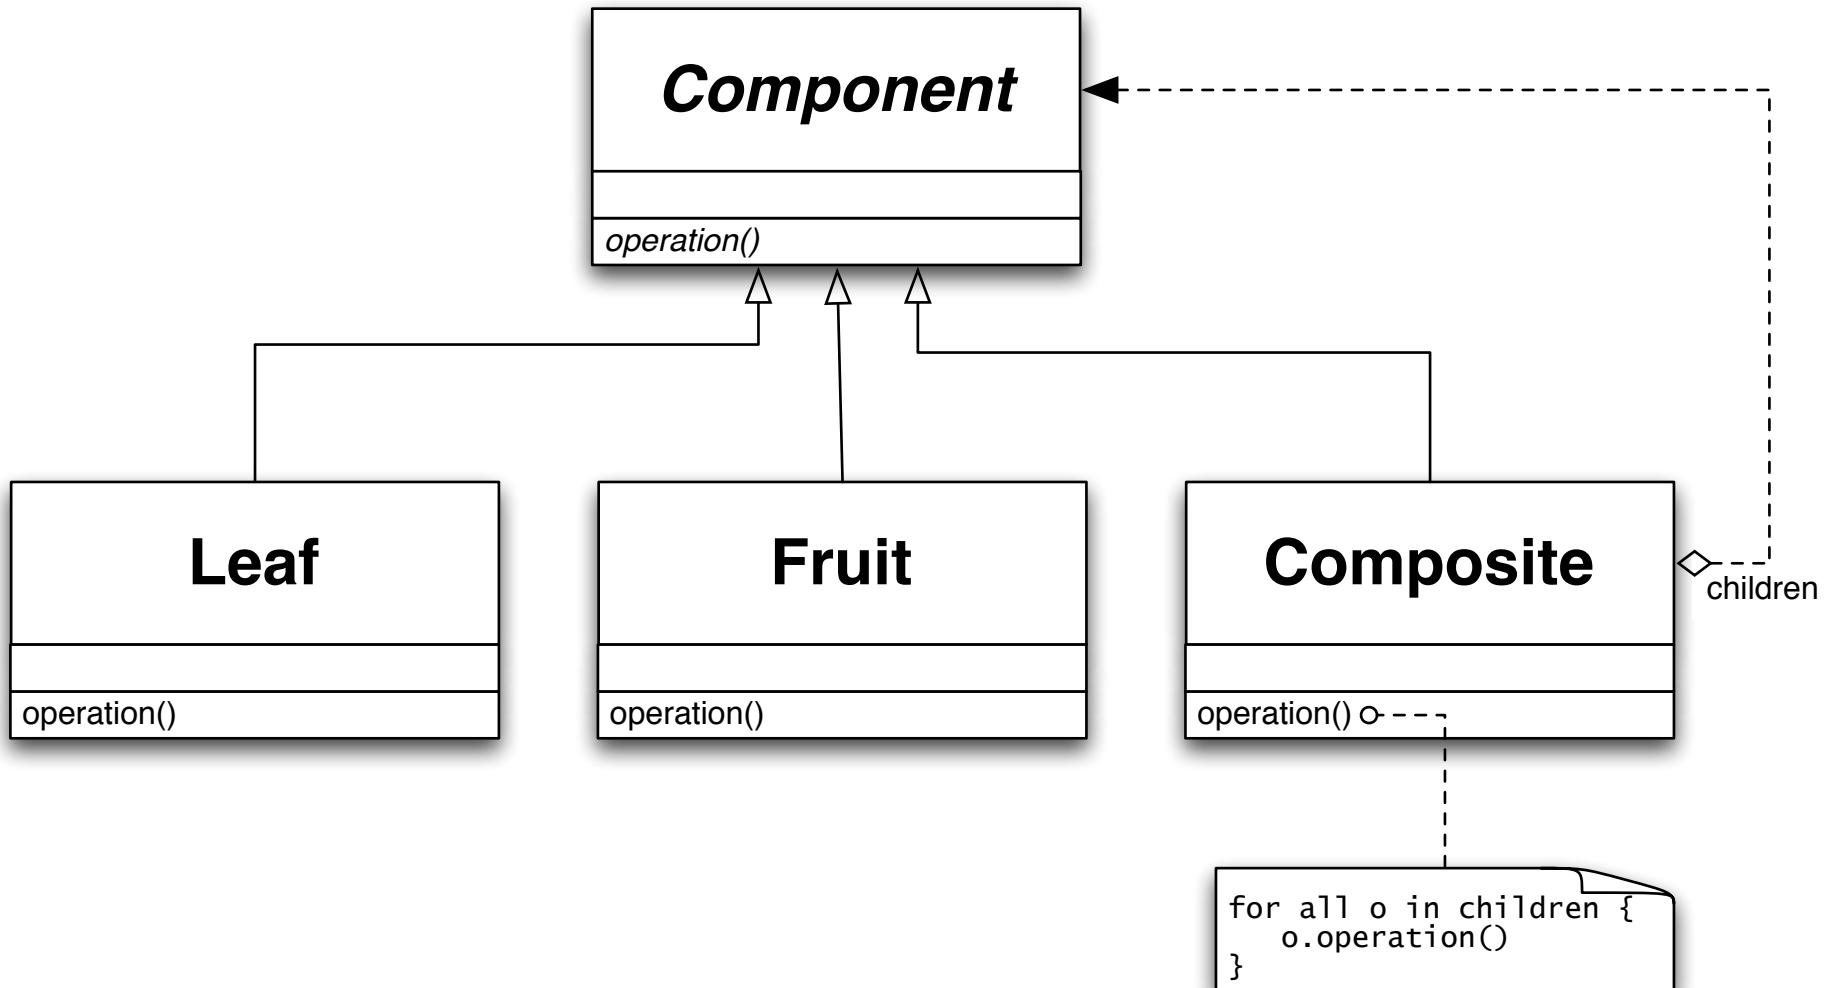 Component
operation()
Leaf
Fruit
Composite
children
operation()
operation()
operation()
for all o in children {
   o.operation()
}